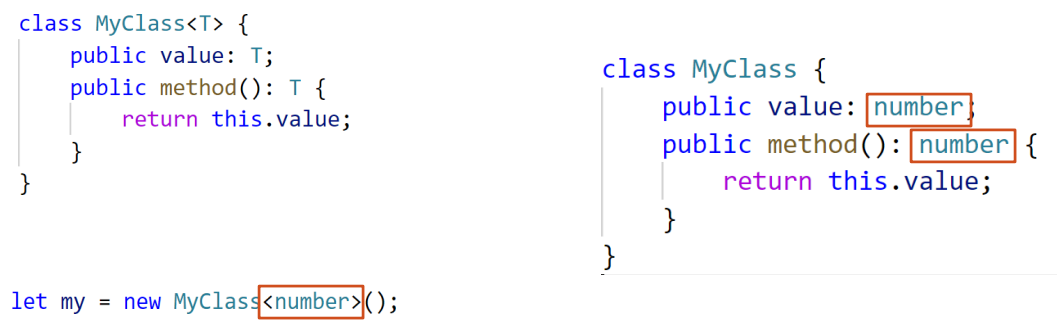 class MyClass<T> {
    public value: T;
    public method(): T {
        return this.value;
    }
}
let my = new MyClass<number>();
class MyClass {
    public value: number;
    public method(): number {
        return this.value;
    }
}